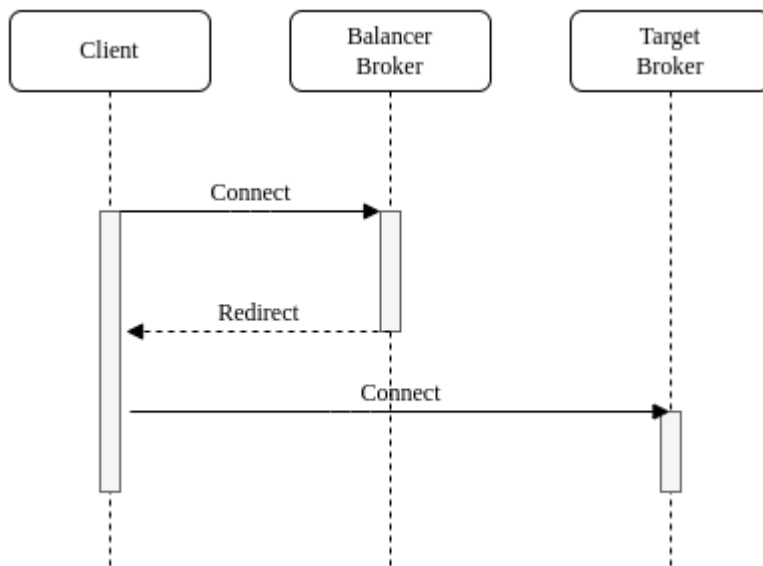 Client
Balancer
Broker
Target
Broker
Connect
Redirect
Connect